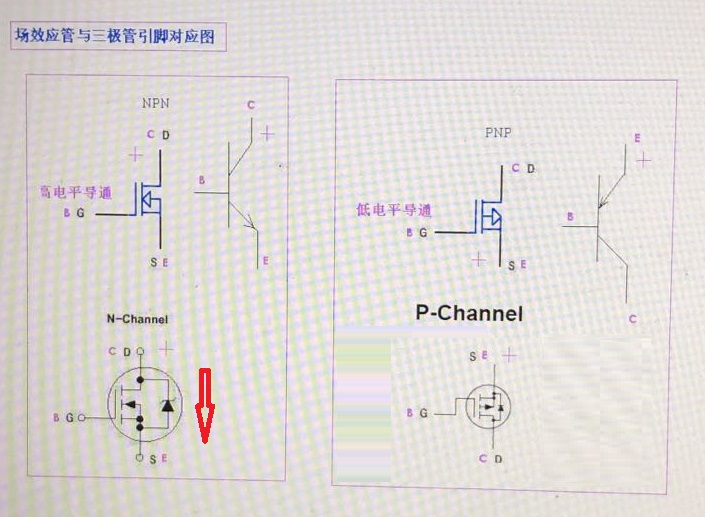 场效应管与三极管引脚对应图
NPN
C
C D
+
+
高电平导通
B
B G
S E
E
N-Channel
C D
+
B G
S E
PNP
E
C D
+
低电平导通
B
B G
+
S E
C
P-Channel
S E
+
B G
C D